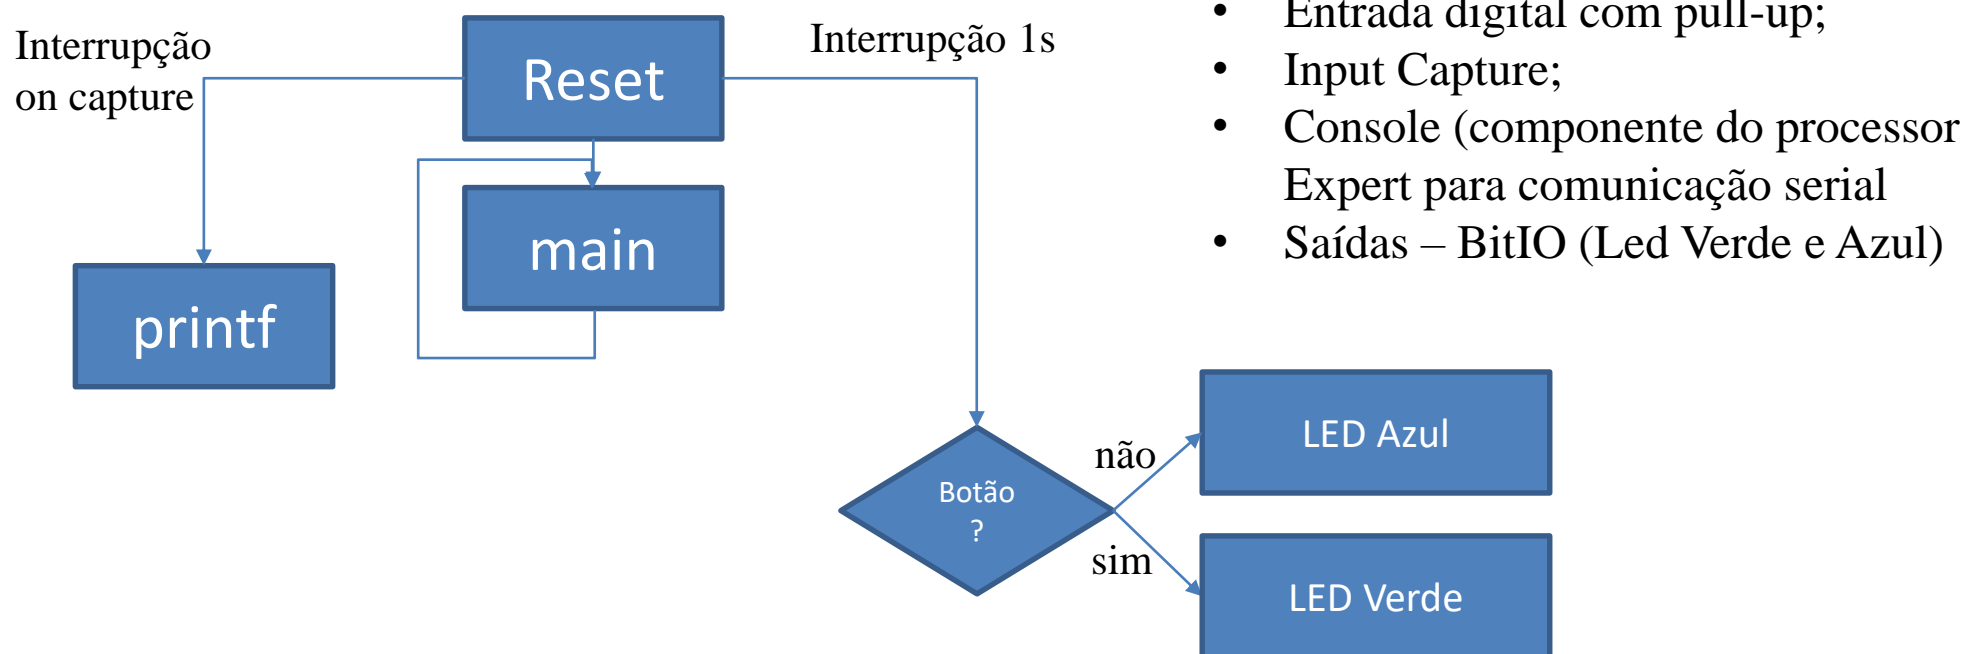 Interrupção
on capture
Reset
Interrupção 1s
main
printf
• Entrada digital com pull-up;
• Input Capture;
• Console (componente do processor
Expert para comunicação serial
• Saídas – BitIO (Led Verde e Azul)
Botão
?
não
sim
LED Azul
LED Verde